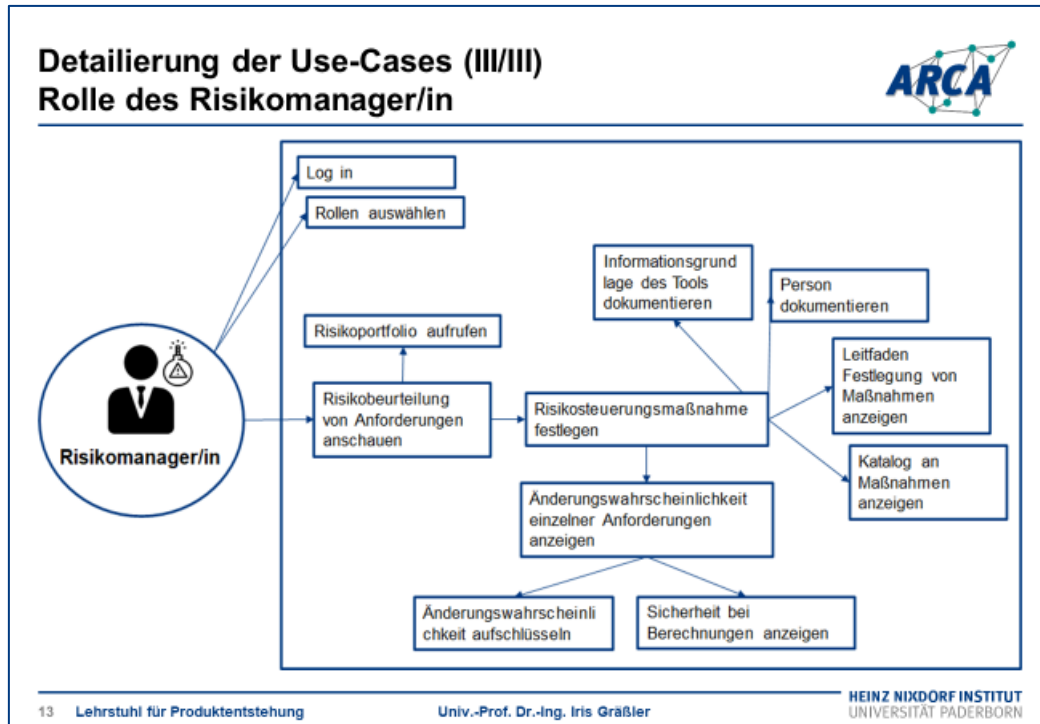 Detailierung der Use-Cases (III/III)
Rolle des Risikomanager/in
ARCA
Log in
Rollen auswählen
Informationsgrund
lage des Tools
dokumentieren
Person
dokumentieren
Risikoportfolio aufrufen
Leitfaden
Festlegung von
Maßnahmen
anzeigen
Risikobeurteilung
von Anforderungen
anschauen
Risikosteuerungsmaßnahme
festlegen
Risikomanager/in
Katalog an
Maßnahmen
anzeigen
Änderungswahrscheinlichkeit
einzelner Anforderungen
anzeigen
Änderungswahrscheinli
chkeit aufschlüsseln
Sicherheit bei
Berechnungen anzeigen
13 Lehrstuhl für Produktentstehung
Univ.-Prof. Dr.-Ing. Iris Gräßler
HEINZ NIXDORF INSTITUT
UNIVERSITÄT PADERBORN